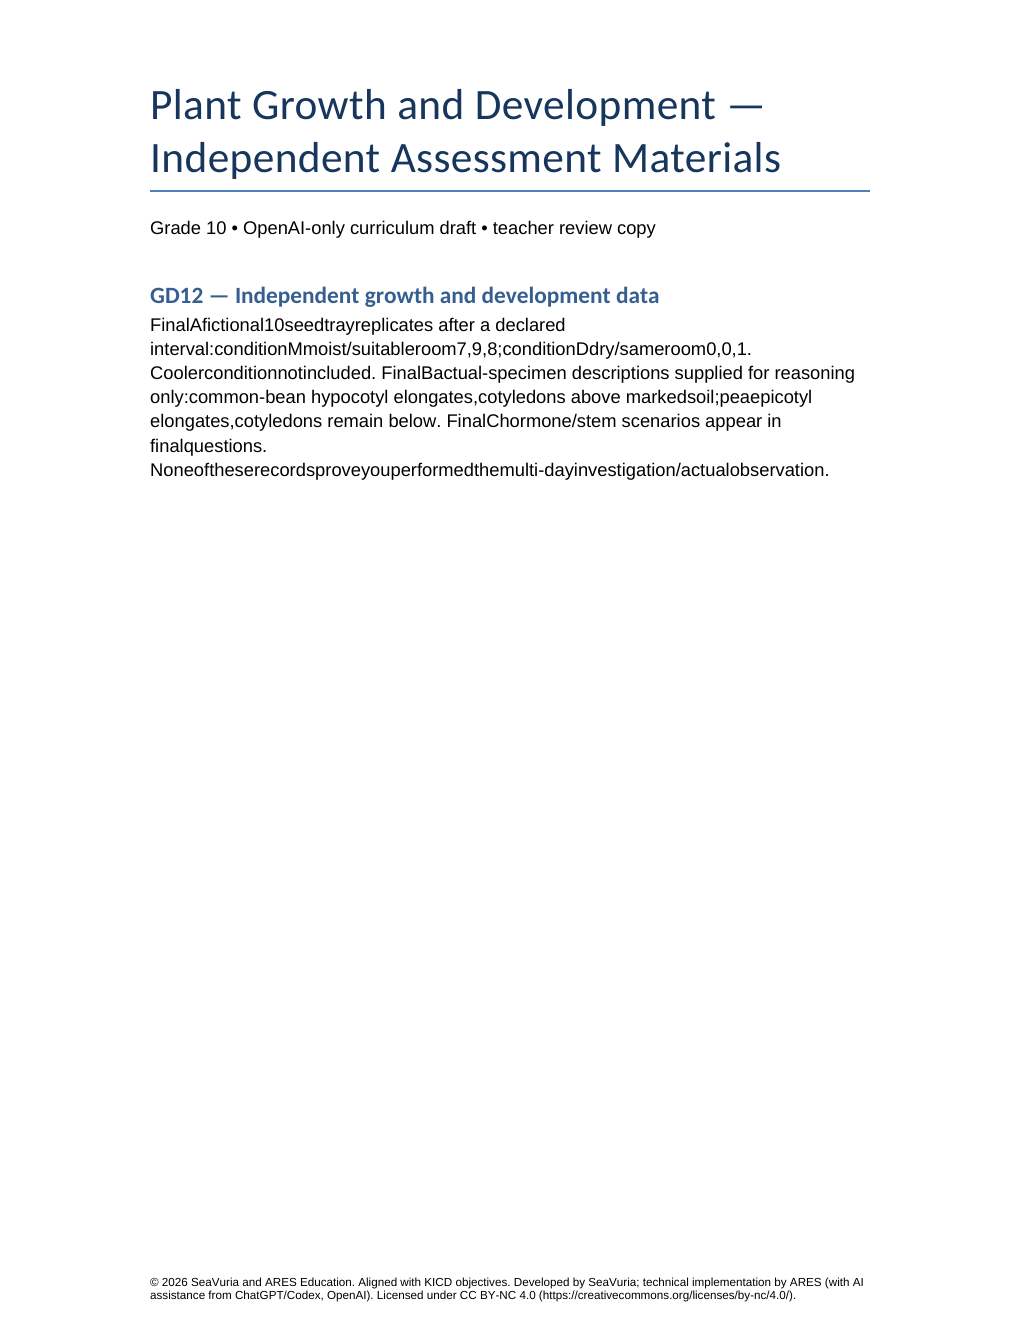 Plant Growth and Development —
Independent Assessment Materials
Grade 10 • OpenAI-only curriculum draft • teacher review copy
GD12 — Independent growth and development data
FinalAfictional10seedtrayreplicates after a declared
interval:conditionMmoist/suitableroom7,9,8;conditionDdry/sameroom0,0,1.
Coolerconditionnotincluded. FinalBactual-specimen descriptions supplied for reasoning
only:common-bean hypocotyl elongates,cotyledons above markedsoil;peaepicotyl
elongates,cotyledons remain below. FinalChormone/stem scenarios appear in
finalquestions.
Noneoftheserecordsproveyouperformedthemulti-dayinvestigation/actualobservation.
© 2026 SeaVuria and ARES Education. Aligned with KICD objectives. Developed by SeaVuria; technical implementation by ARES (with AI
assistance from ChatGPT/Codex, OpenAI). Licensed under CC BY-NC 4.0 (https://creativecommons.org/licenses/by-nc/4.0/).